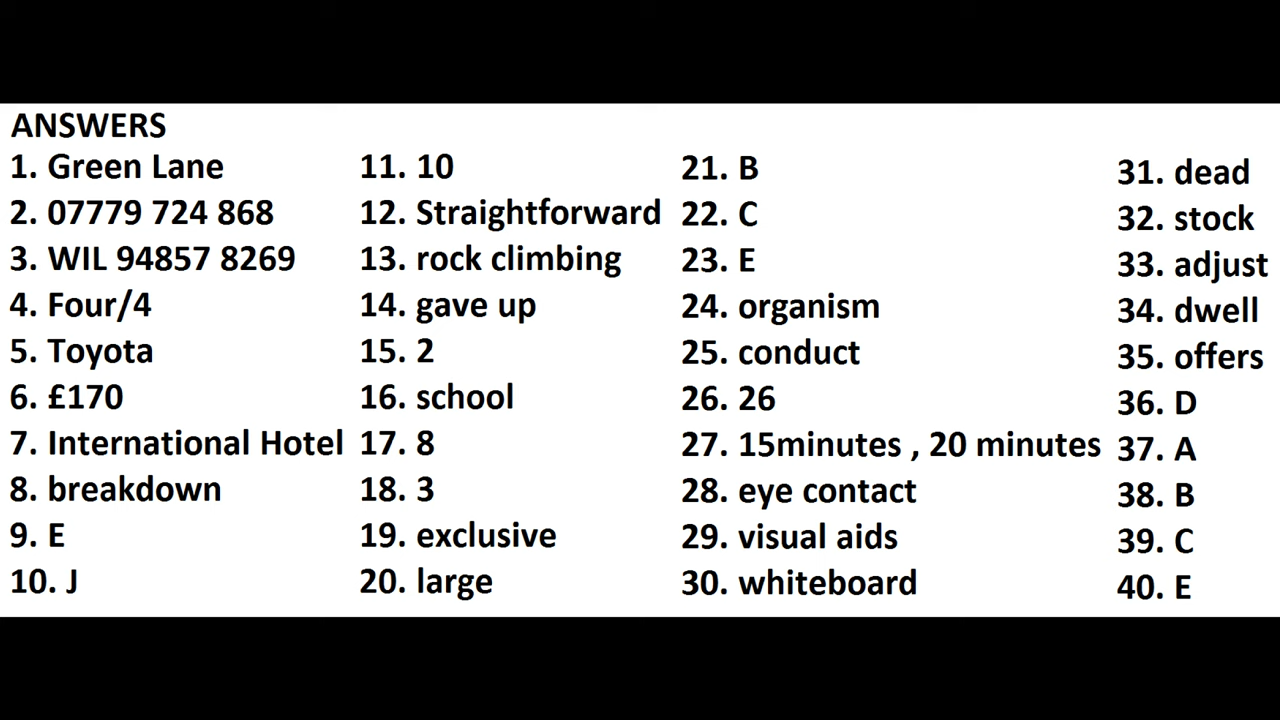 ANSWERS
1. Green Lane
2. 07779 724 868
3. WIL 94857 8269
4. Four/4
5. Toyota
6. £170
7. International Hotel
8. breakdown
9. E
10. J
11. 10
12. Straightforward
13. rock climbing
14. gave up
15. 2
16. school
17. 8
18. 3
19. exclusive
20. large
21. B
22. C
23. E
24. organism
25. conduct
26. 26
27. 15minutes , 20 minutes
28. eye contact
29. visual aids
30. whiteboard
31. dead
32. stock
33. adjust
34. dwell
35. offers
36. D
37. A
38. B
39. C
40. E